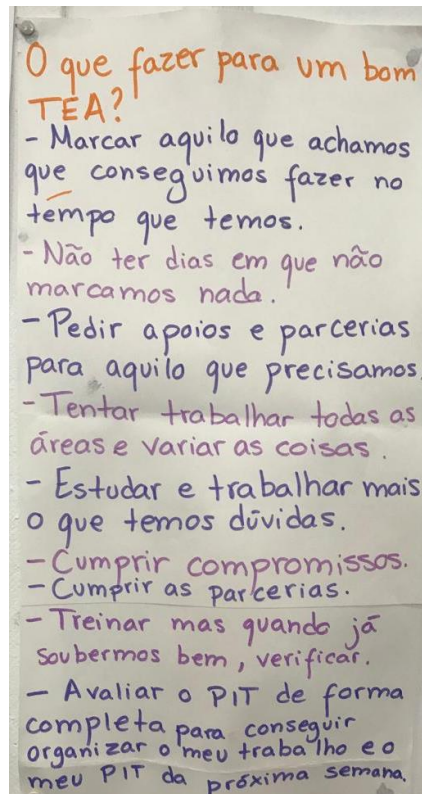 O que fazer para um bom
TEA?
- Marcar aquilo que achamos
que conseguimos fazer no
tempo que temos.
- Não ter dias em que não
marcamos nada.
- Pedir apoios e parcerias
para aquilo que precisamos.
- Tentar trabalhar todas as
áreas e variar as coisas.
- Estudar e trabalhar mais
o que temos dúvidas.
- Cumprir compromissos.
- Cumprir as parcerias.
- Treinar mas quando já
soubermos bem, verificar.
- Avaliar o PIT de forma
completa para conseguir
organizar o meu trabalho e o
meu PIT da próxima semana.